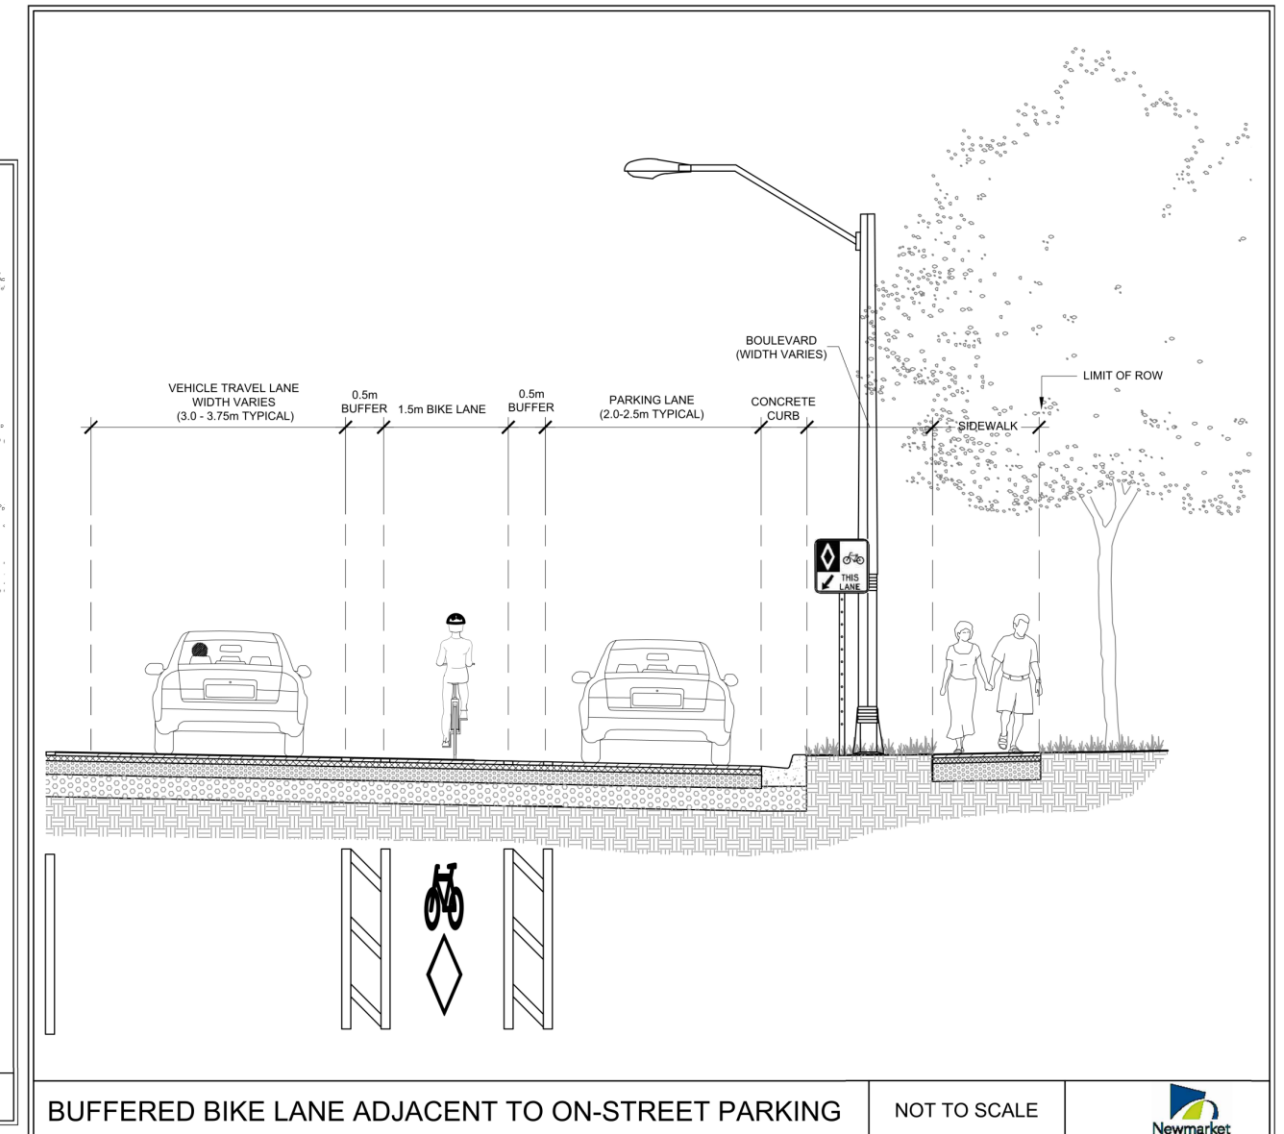 BOULEVARD
(WIDTH VARIES)
LIMIT OF ROW
VEHICLE TRAVEL LANE
WIDTH VARIES
(3.0 - 3.75m TYPICAL)
0.5m
BUFFER
1.5m BIKE LANE
0.5m
BUFFER
PARKING LANE
(2.0-2.5m TYPICAL)
CONCRETE
CURB
SIDEWALK
THIS
LANE
BUFFERED BIKE LANE ADJACENT TO ON-STREET PARKING
NOT TO SCALE
Newmarket